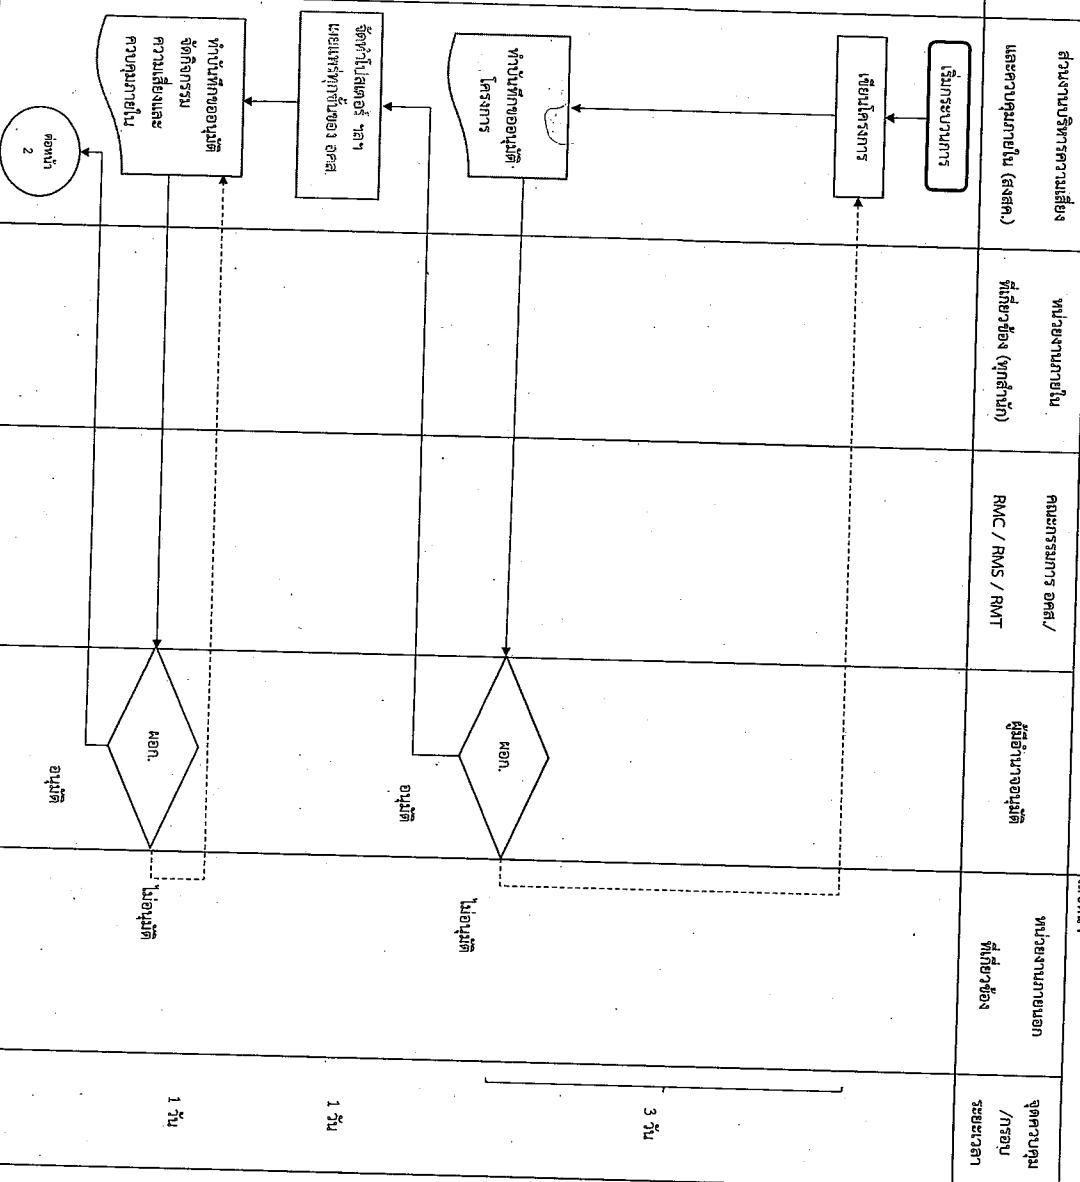 ส่วนงานบริหารความเสี่ยง
และควบคุมภายใน (สงสค.)
หน่วยงานภายใน
ที่เกี่ยวข้อง (ทุกสำนัก)
คณะกรรมการ อคส./
RMC / RMS / RMT
ผู้มีอำนาจอนุมัติ
หน่วยงานภายนอก
ที่เกี่ยวข้อง
จุดควบคุม
/กรอบ
ระยะเวลา
เริ่มกระบวนการ
เขียนโครงการ
3 วัน
ทำบันทึกขออนุมัติ
โครงการ
ผอก.
ไม่อนุมัติ
อนุมัติ
จัดทำโปสเตอร์ ฯลฯ
เผยแพร่ทุกชั้นของ อคส.
1 วัน
ทำบันทึกขออนุมัติ
จัดกิจกรรม
ความเสี่ยงและ
ควบคุมภายใน
ผอก.
ไม่อนุมัติ
1 วัน
อนุมัติ
ต่อหน้า
2